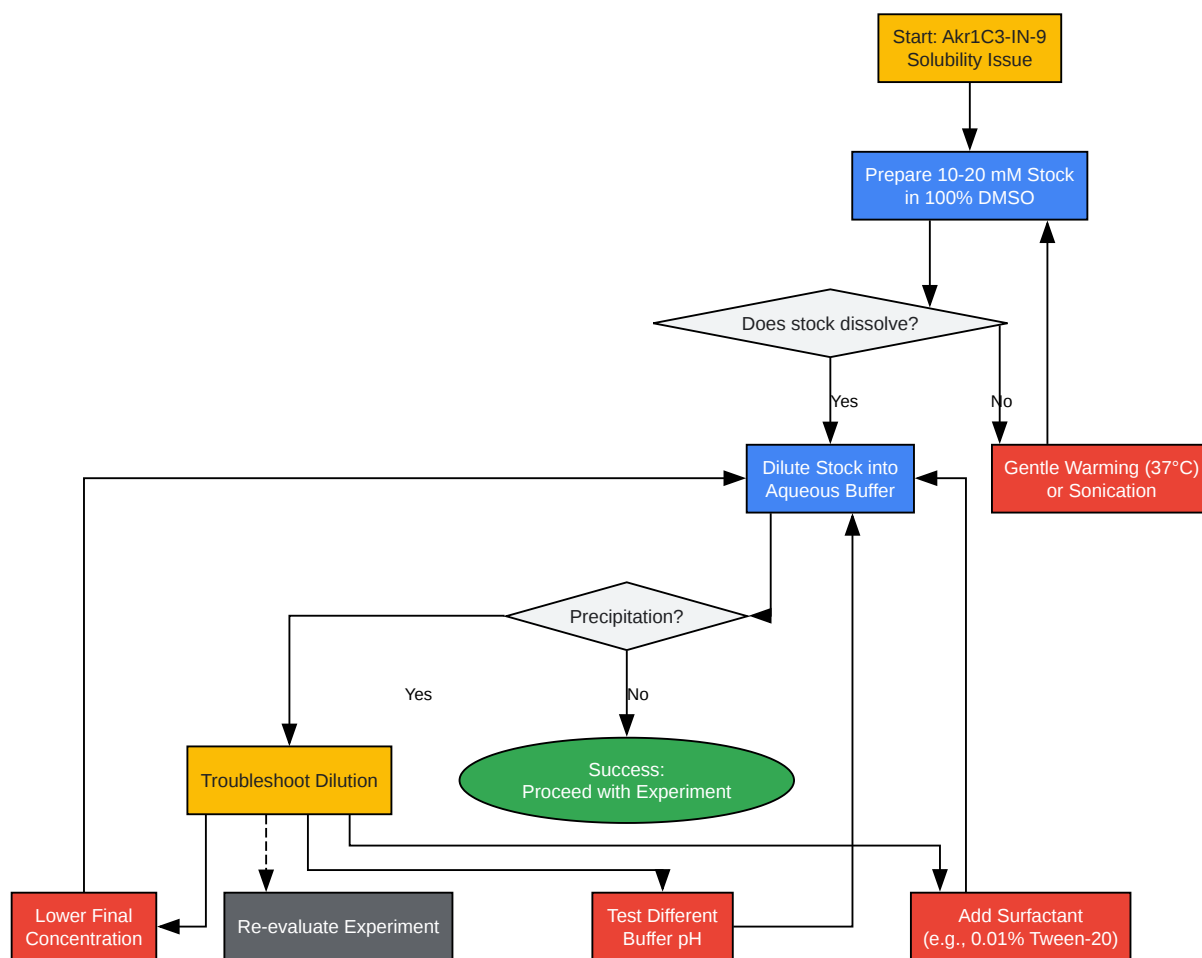 Start: Akr1C3-IN-9
Solubility Issue
Prepare 10-20 mM Stock
in 100% DMSO
Does stock dissolve?
Yes
No
Dilute Stock into
Aqueous Buffer
Gentle Warming (37°C)
or Sonication
Precipitation?
Yes
No
Troubleshoot Dilution
Success:
Proceed with Experiment
Lower Final
Concentration
Re-evaluate Experiment
Test Different
Buffer pH
Add Surfactant
(e.g., 0.01% Tween-20)